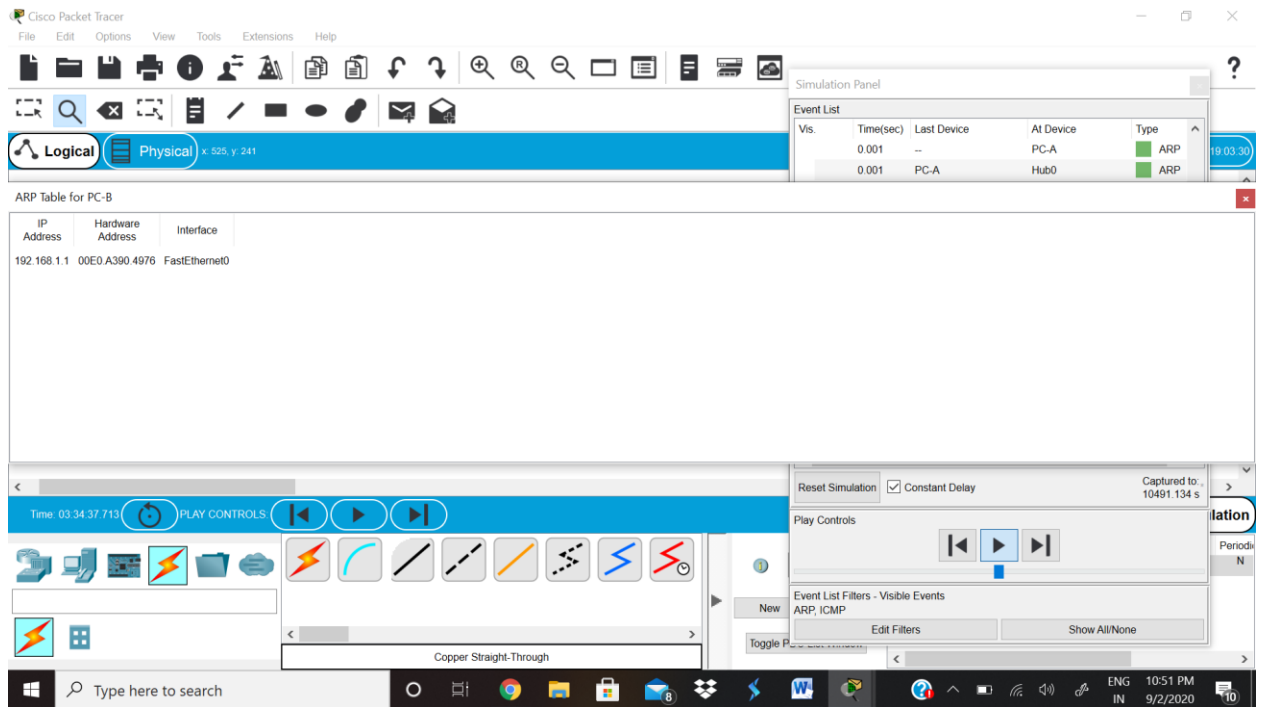 Cisco Packet Tracer
File Edit Options View Tools Extensions Help
?
Simulation Panel
Event List
Vis. Time(sec) Last Device At Device Type
0.001 -- PC-A ARP
0.001 PC-A Hub0 ARP
Logical Physical x: 525, y: 241
19:03:30
ARP Table for PC-B
IP Address Hardware Address Interface
192.168.1.1 00E0.A390.4976 FastEthernet0
Reset Simulation Constant Delay Captured to:
10491.134 s
Time: 03:34:37.713 PLAY CONTROLS:
Play Controls
lation
Periodi
N
Event List Filters - Visible Events
ARP, ICMP
Edit Filters Show All/None
New
Toggle P
Copper Straight-Through
Type here to search
8
ENG
IN
10:51 PM
9/2/2020
10